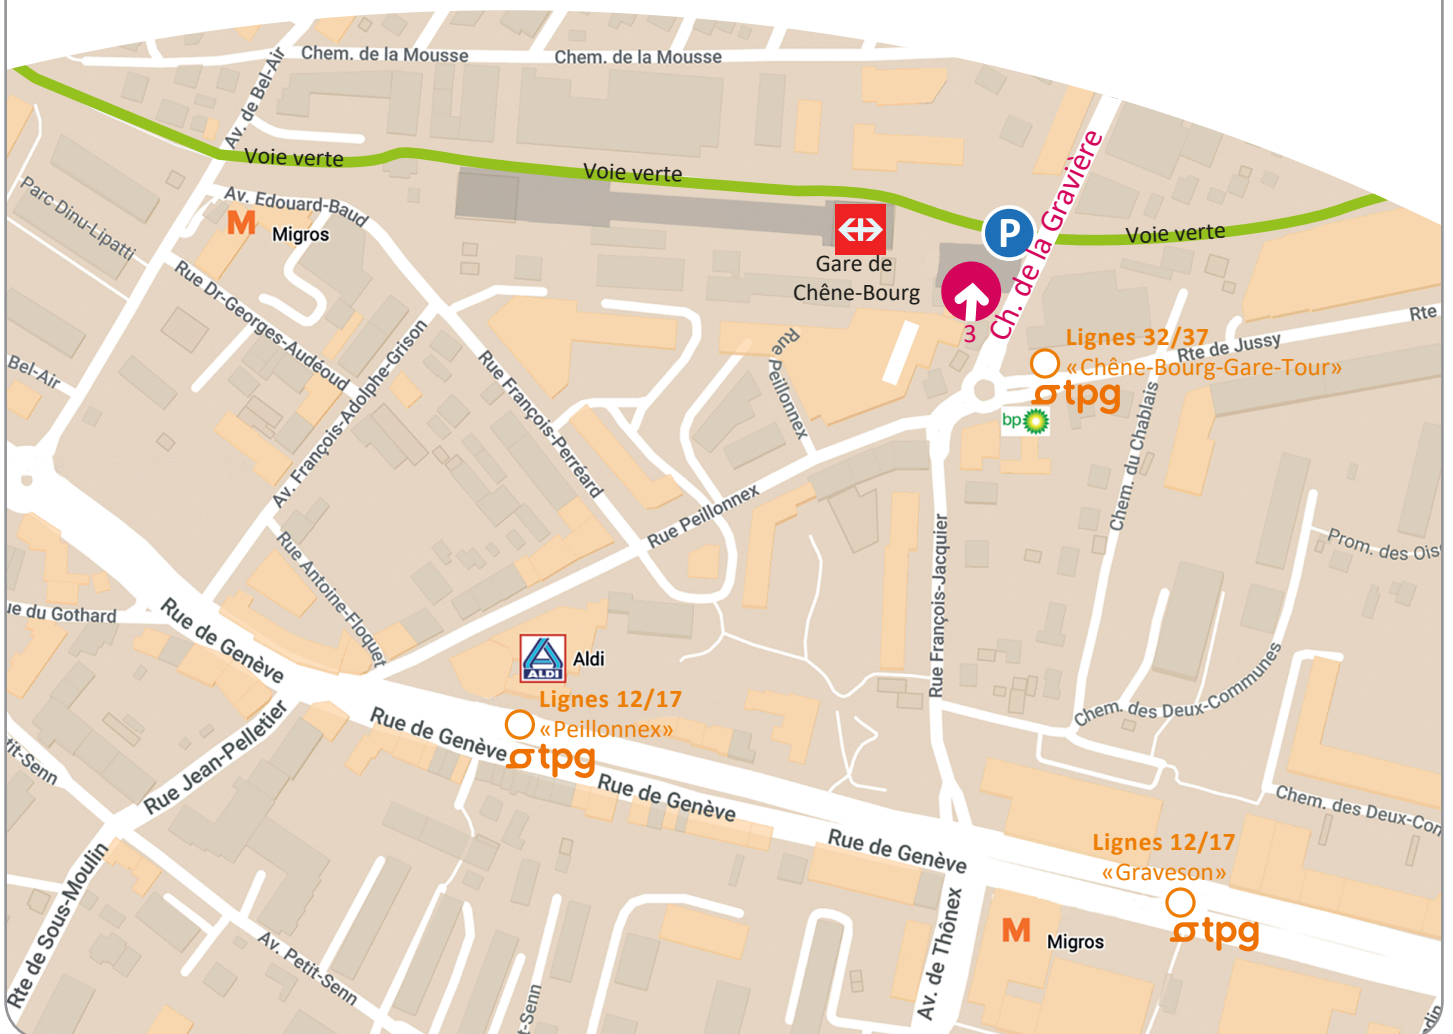 Chem. de la Mousse
Chem. de la Mousse
Av. de Bel-Air
Voie verte
Voie verte
Voie verte
Ch. de la Gravière
P
Parc Dinu-Lipatti
Av. Edouard-Baud
M
Migros
Gare de
Chêne-Bourg
3
Rue Dr-Georges-Audéoud
Bel-Air
Av. François-Adolphe-Grison
Rue François-Perréard
Rue Peillonnex
Rue Peillonnex
Lignes 32/37
«Chêne-Bourg-Gare-Tour»
tpg
bp
Rte de Jussy
Rte
Chem. du Chablais
Prom. des Ois
Rue Antoine-Floquet
ue du Gothard
Rue de Genève
Rue François-Jacquier
ALDI
Aldi
Lignes 12/17
«Peillonnex»
tpg
Chem. des Deux-Communes
Rue de Genève
Rue de Genève
Rue de Genève
Rue Jean-Pelletier
tit-Senn
Chem. des Deux-Con
Lignes 12/17
«Graveson»
tpg
M
Migros
Rte de Sous-Moulin
Av. Petit-Senn
t-Senn
Av. de Thônex